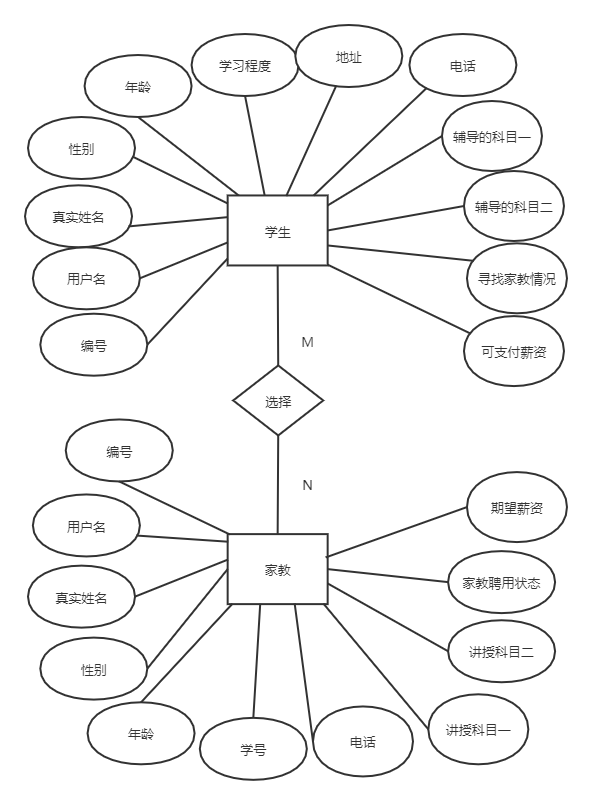 学习程度
地址
电话
年龄
辅导的科目一
性别
辅导的科目二
真实姓名
学生
用户名
寻找家教情况
编号
可支付薪资
M
选择
编号
N
期望薪资
用户名
家教
家教聘用状态
真实姓名
讲授科目二
性别
年龄
讲授科目一
学号
电话